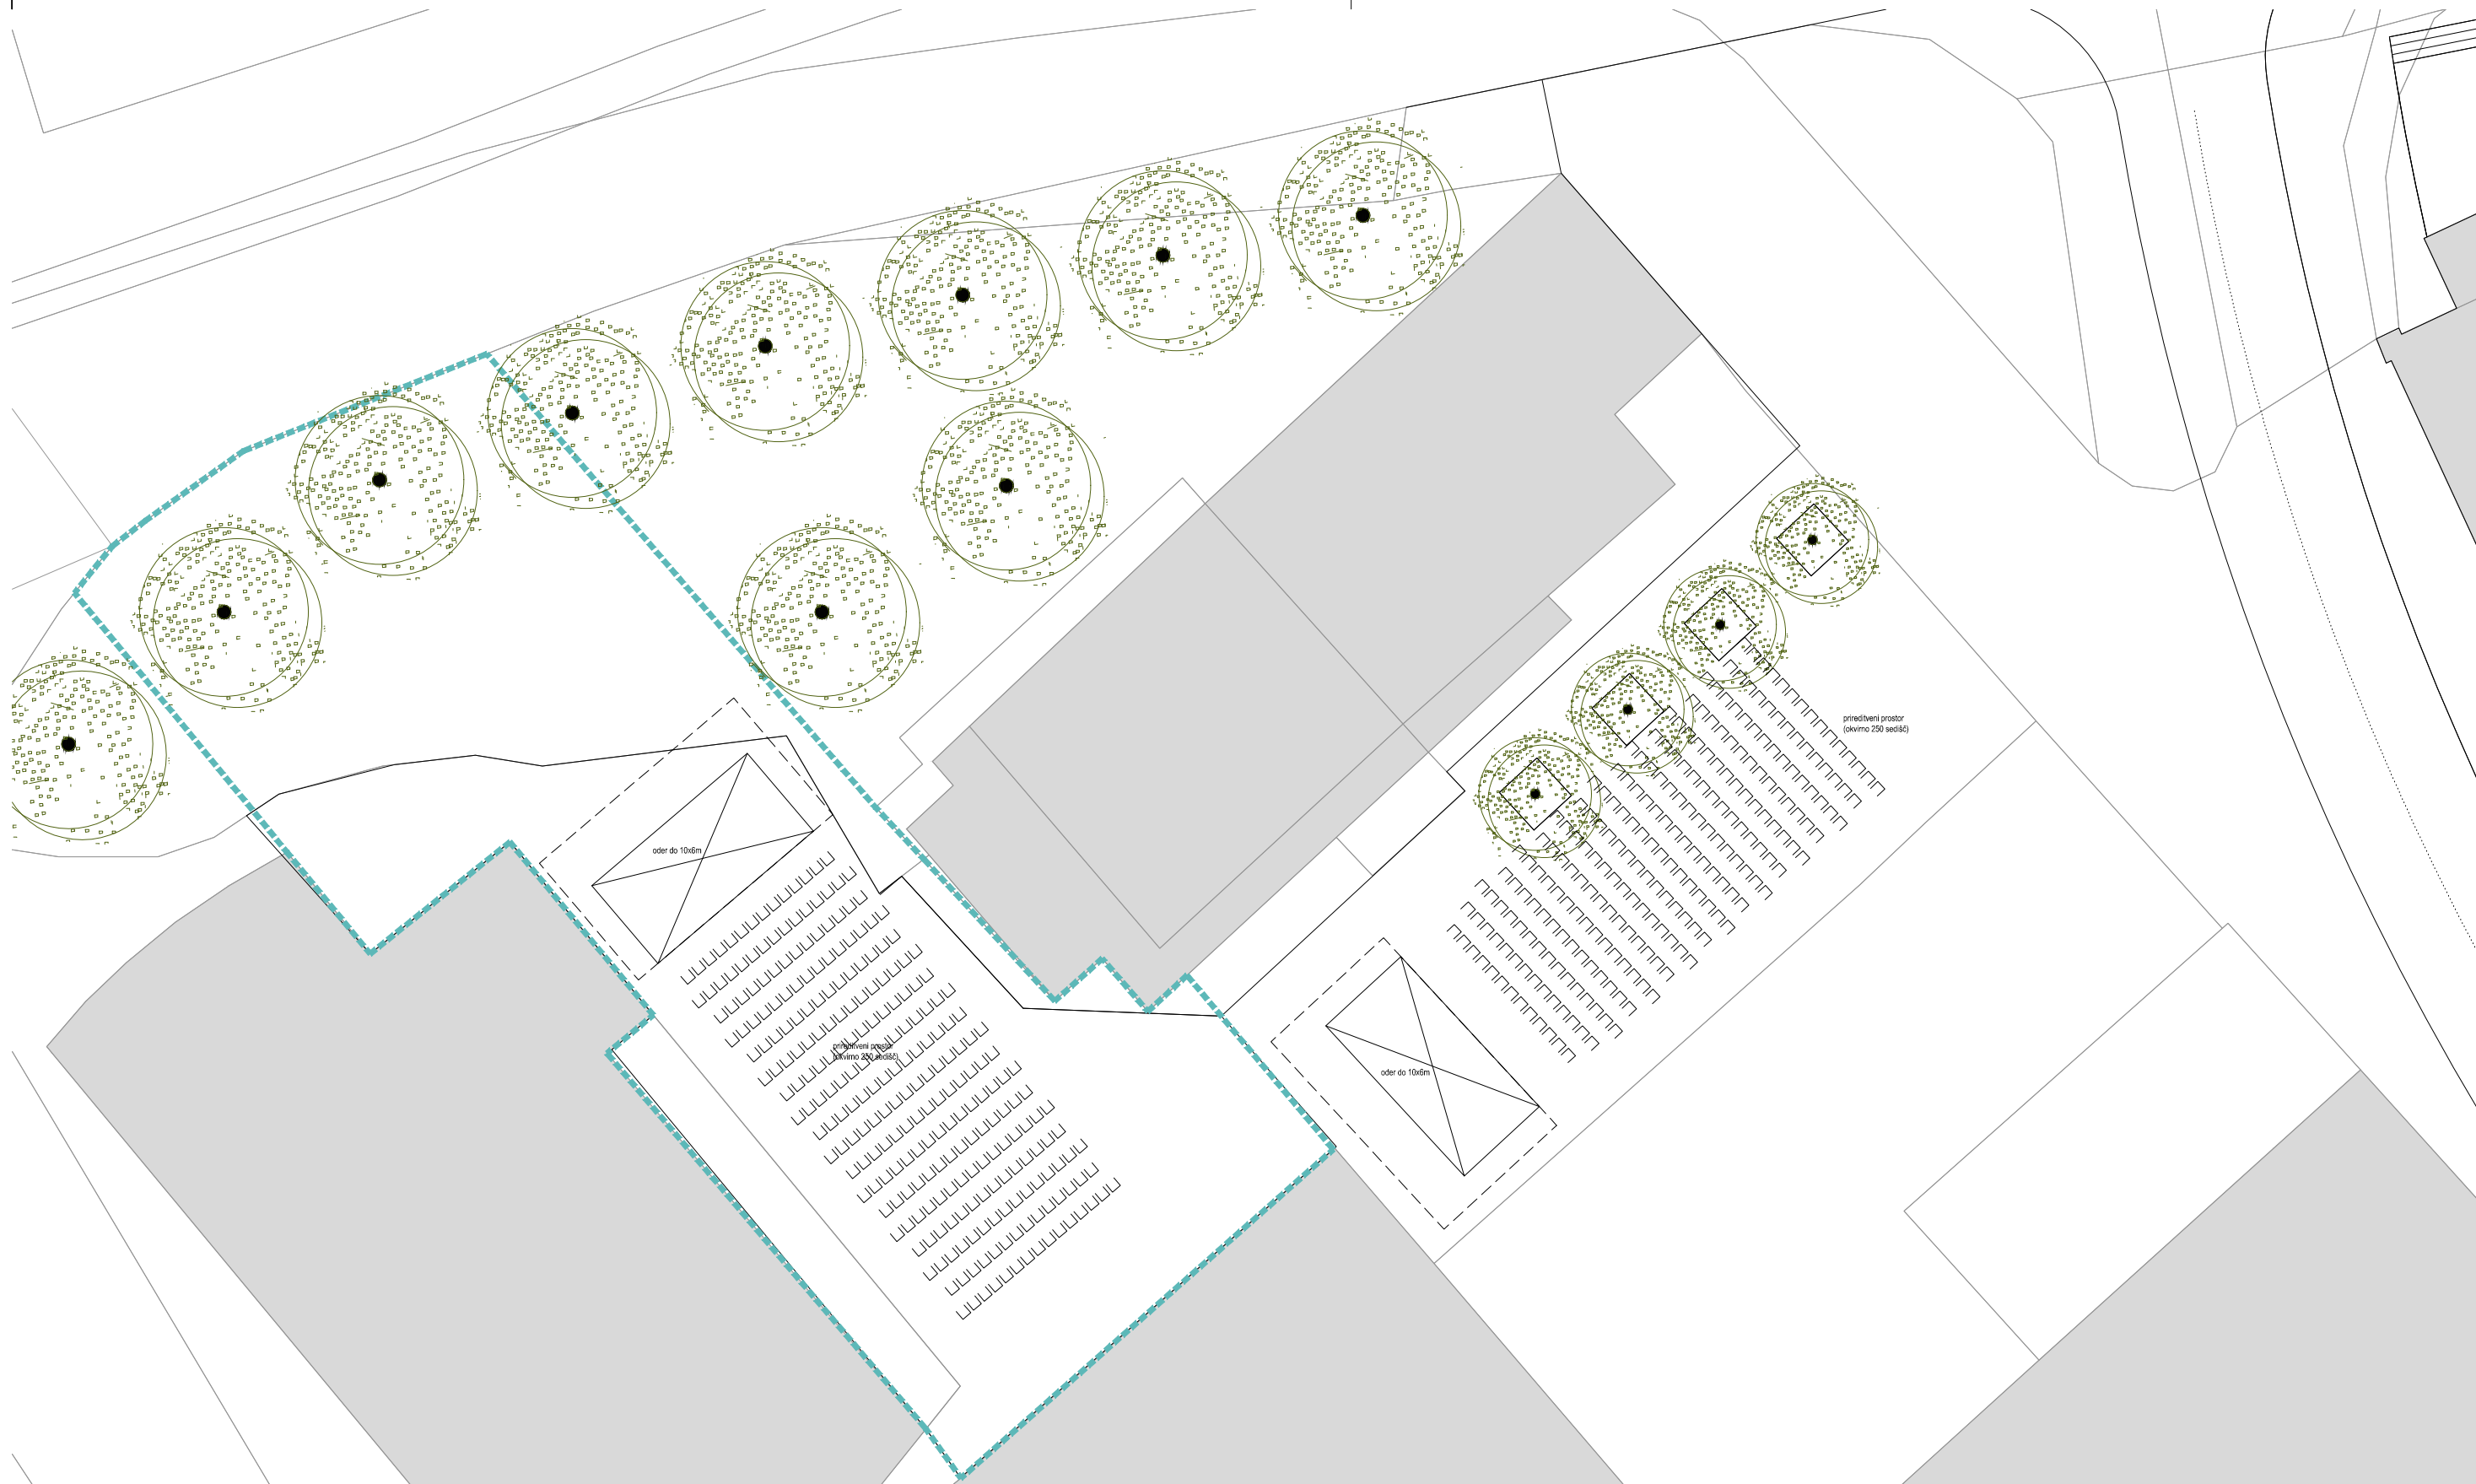 prireditveni prostor
(okvirno 250 sedišč)
oder do 10x6m
prireditveni prostor
(okvirno 250 sedišč)
oder do 10x6m